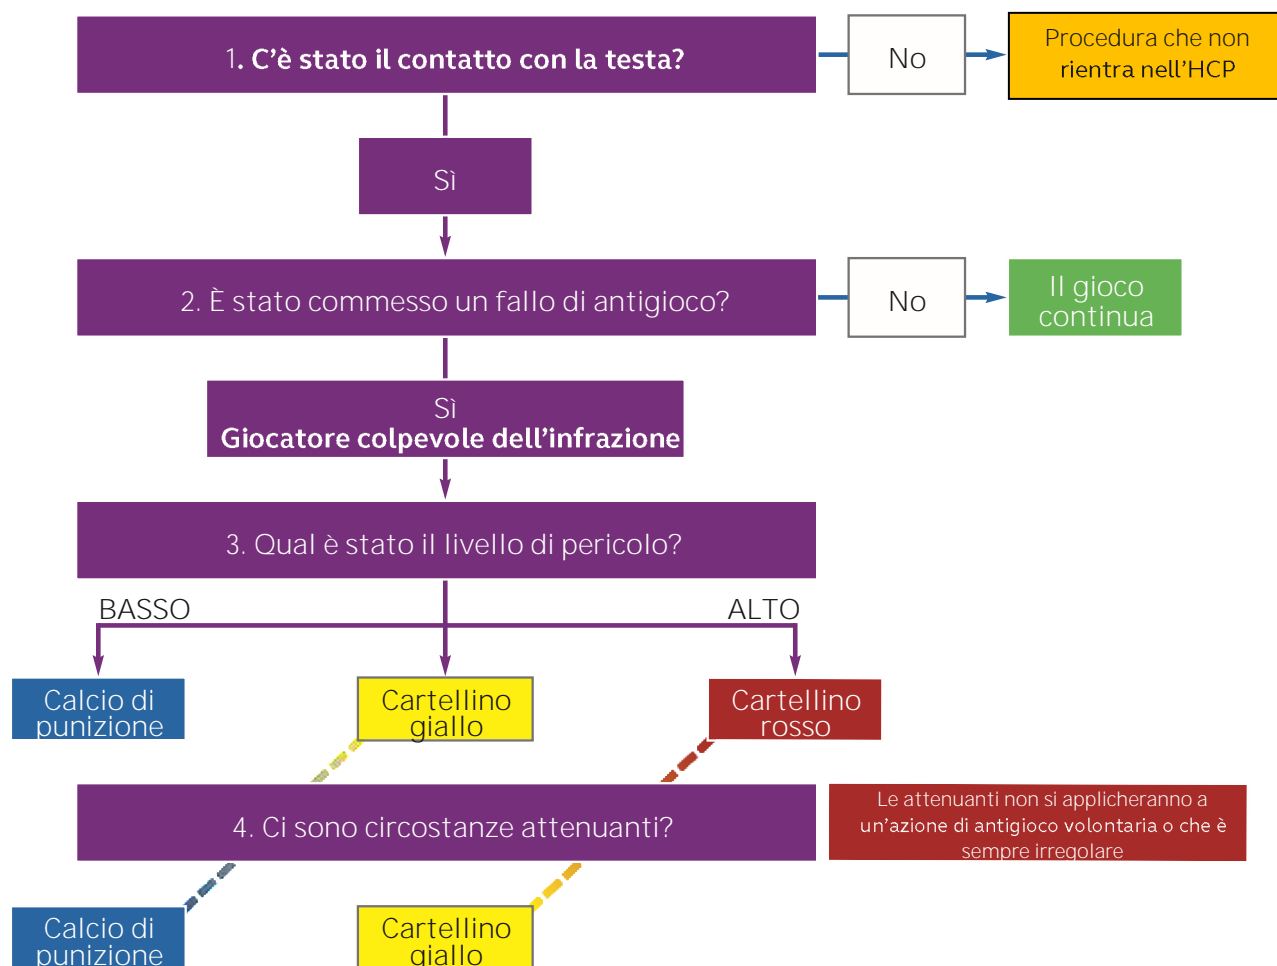 1. C’è stato il contatto con la testa?
No
Procedura che non
rientra nell’HCP
Sì
2. È stato commesso un fallo di antigioco?
No
Il gioco
continua
Sì
Giocatore colpevole dell’infrazione
3. Qual è stato il livello di pericolo?
BASSO
ALTO
Calcio di
punizione
Cartellino
giallo
Cartellino
rosso
4. Ci sono circostanze attenuanti?
Le attenuanti non si applicheranno a
un’azione di antigioco volontaria o che è
sempre irregolare
Calcio di
punizione
Cartellino
giallo